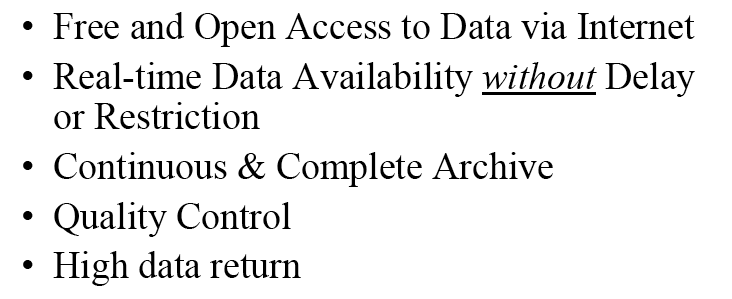 • Free and Open Access to Data via Internet
• Real-time Data Availability without Delay
or Restriction
• Continuous & Complete Archive
• Quality Control
• High data return